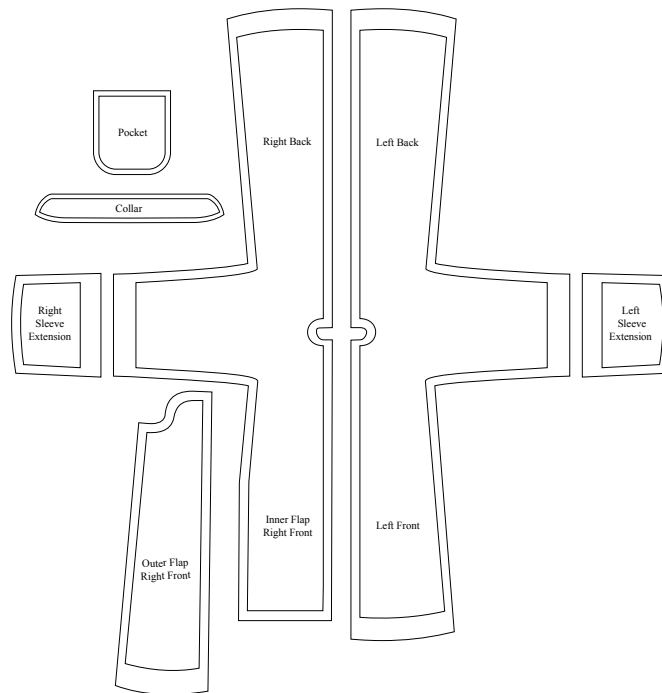 Pocket
Right Back
Left Back
Collar
Right
Sleeve
Extension
Left
Sleeve
Extension
Inner Flap
Right Front
Left Front
Outer Flap
Right Front